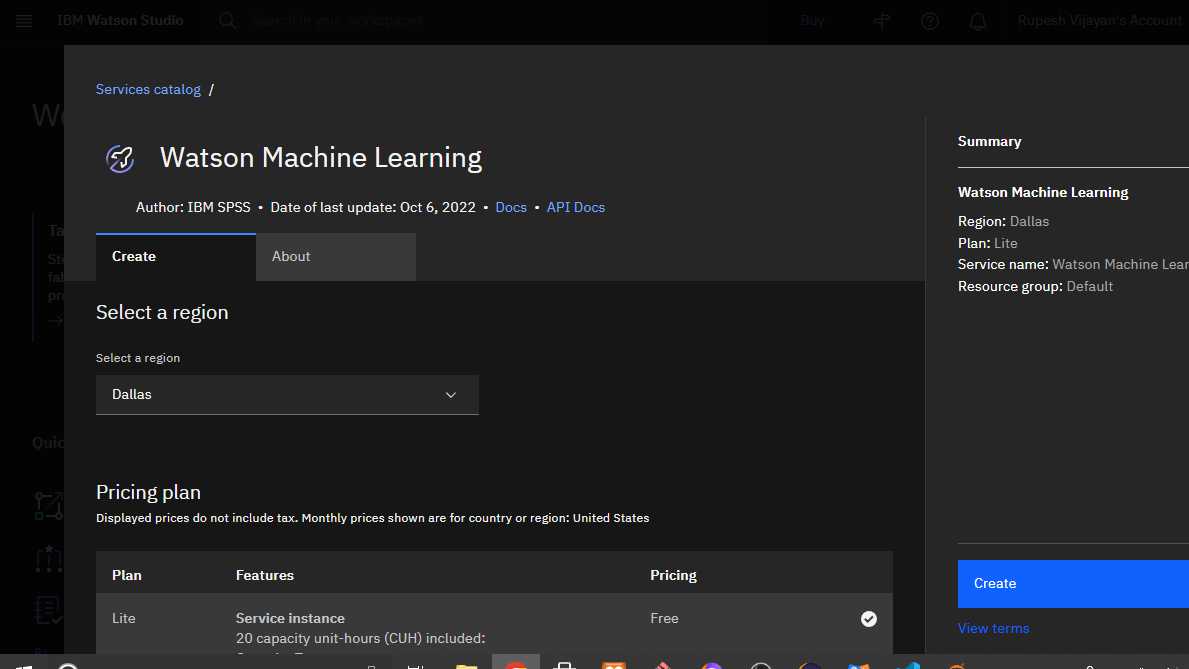 IBM Watson Studio
Search in your workspaces
Buy
Rupesh Vijayan's Account
Services catalog /
Watson Machine Learning
Author: IBM SPSS • Date of last update: Oct 6, 2022 • Docs • API Docs
Create
About
Select a region
Select a region
Dallas
Pricing plan
Displayed prices do not include tax. Monthly prices shown are for country or region: United States
Plan Features Pricing
Lite Service instance Free
20 capacity unit-hours (CUH) included:
Summary
Watson Machine Learning
Region: Dallas
Plan: Lite
Service name: Watson Machine Lear
Resource group: Default
Create
View terms
Quic